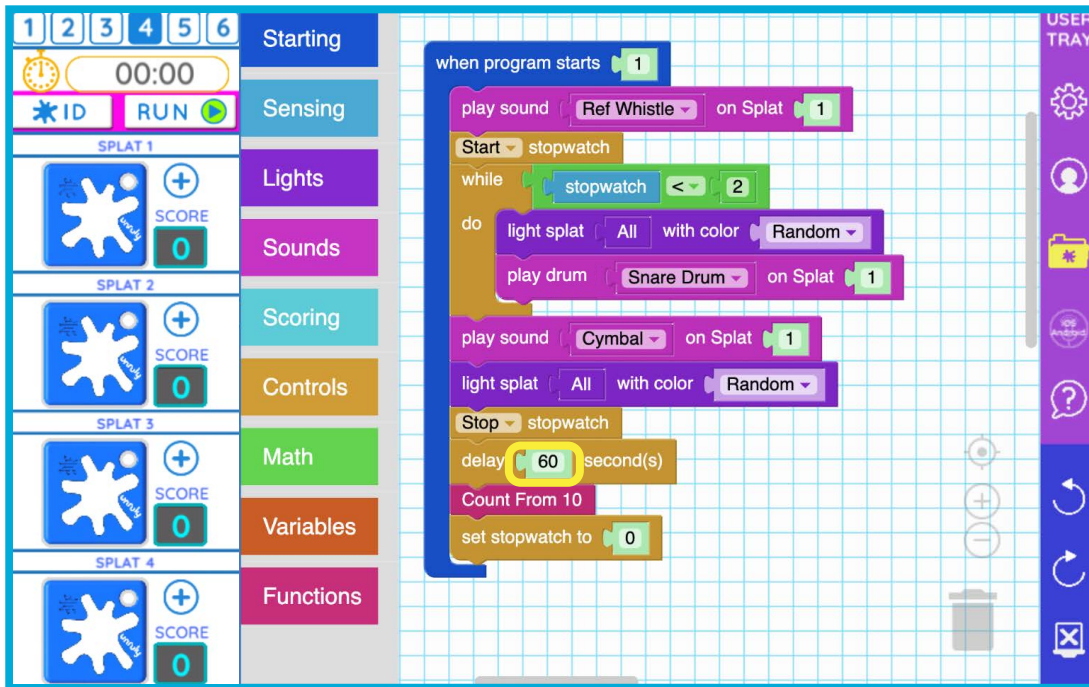 1 2 3 4 5 6
00:00
ID RUN
SPLAT 1
SCORE
0
SPLAT 2
SCORE
0
SPLAT 3
SCORE
0
SPLAT 4
SCORE
0
Starting
Sensing
Lights
Sounds
Scoring
Controls
Math
Variables
Functions
when program starts 1
play sound Ref Whistle on Splat 1
Start stopwatch
while stopwatch < 2
do light splat All with color Random
play drum Snare Drum on Splat 1
play sound Cymbal on Splat 1
light splat All with color Random
Stop stopwatch
delay 60 second(s)
Count From 10
set stopwatch to 0
USER
TRAY
iOS
Android
?